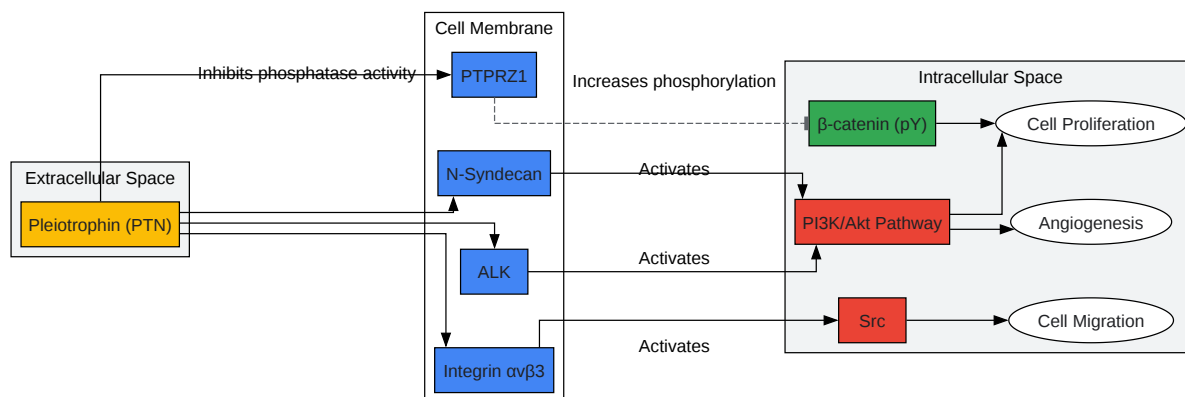 Cell Membrane
Inhibits phosphatase activity
PTPRZ1
Increases phosphorylation
Intracellular Space
β-catenin (pY)
Cell Proliferation
Extracellular Space
Pleiotrophin (PTN)
N-Syndecan
Activates
PI3K/Akt Pathway
Angiogenesis
ALK
Activates
Src
Cell Migration
Integrin αvβ3
Activates